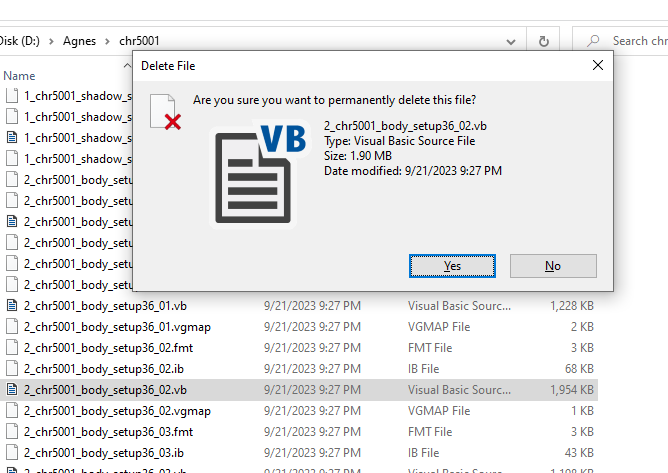 Disk (D:) > Agnes > chr5001
Search chr
Name
Delete File
Are you sure you want to permanently delete this file?
VB
2_chr5001_body_setup36_02.vb
Type: Visual Basic Source File
Size: 1.90 MB
Date modified: 9/21/2023 9:27 PM
Yes
No
1_chr5001_shadow_s
1_chr5001_shadow_s
1_chr5001_shadow_s
1_chr5001_shadow_s
2_chr5001_body_setup
2_chr5001_body_setup
2_chr5001_body_setup
2_chr5001_body_setup
2_chr5001_body_setup
2_chr5001_body_setup
2_chr5001_body_setup36_01.vb 9/21/2023 9:27 PM Visual Basic Sourc... 1,228 KB
2_chr5001_body_setup36_01.vgmap 9/21/2023 9:27 PM VGMAP File 2 KB
2_chr5001_body_setup36_02.fmt 9/21/2023 9:27 PM FMT File 3 KB
2_chr5001_body_setup36_02.ib 9/21/2023 9:27 PM IB File 68 KB
2_chr5001_body_setup36_02.vb 9/21/2023 9:27 PM Visual Basic Sourc... 1,954 KB
2_chr5001_body_setup36_02.vgmap 9/21/2023 9:27 PM VGMAP File 1 KB
2_chr5001_body_setup36_03.fmt 9/21/2023 9:27 PM FMT File 3 KB
2_chr5001_body_setup36_03.ib 9/21/2023 9:27 PM IB File 43 KB